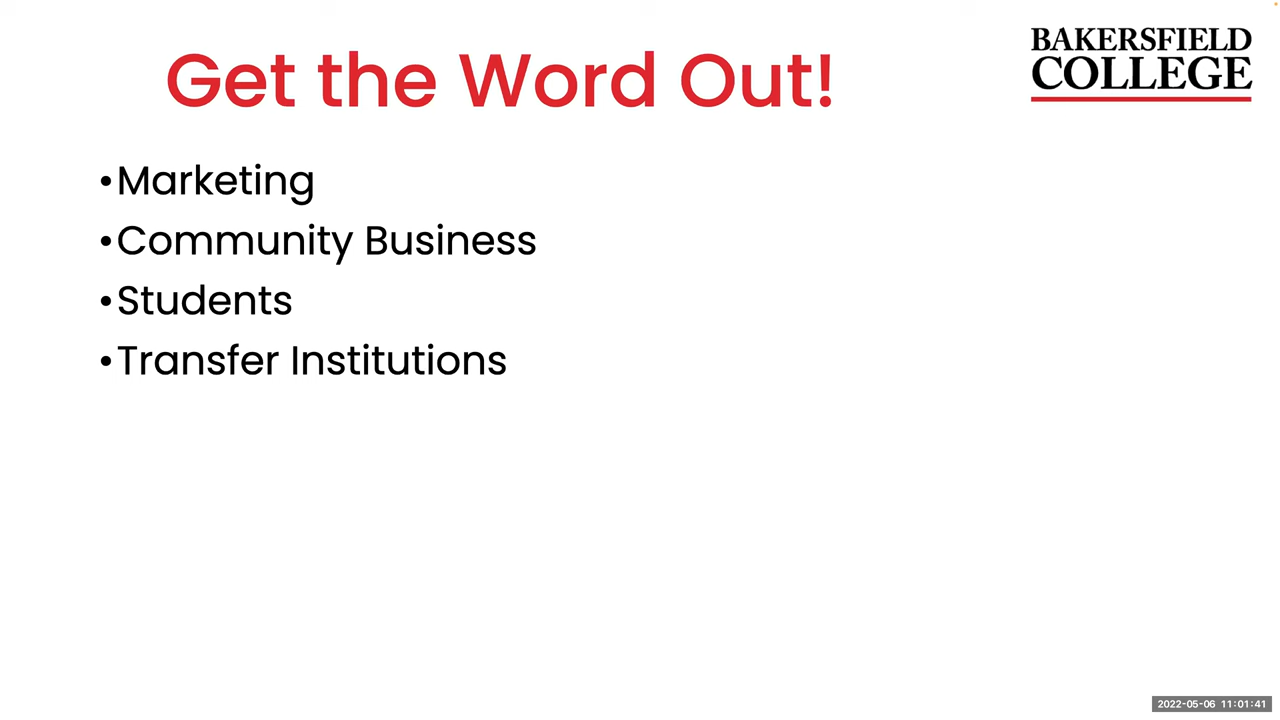 Get the Word Out!
BAKERSFIELD
COLLEGE
•Marketing
•Community Business
•Students
•Transfer Institutions
2022-05-06 11:01:41